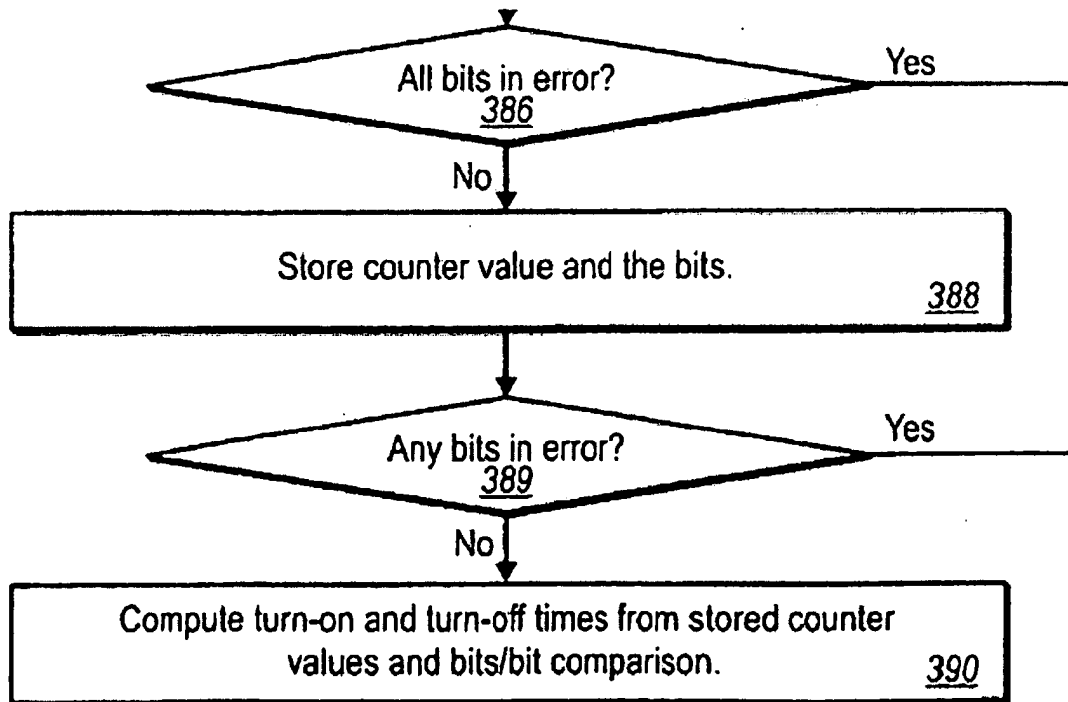 All bits in error?
Yes
386
No
Store counter value and the bits.
388
Any bits in error?
Yes
389
No
Compute turn-on and turn-off times from stored counter
values and bits/bit comparison.
390